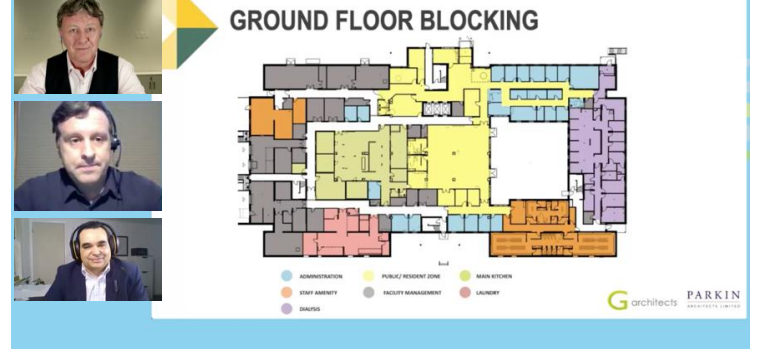 GROUND FLOOR BLOCKING
ADMINISTRATION
PUBLIC/ RESIDENT ZONE
MAIN KITCHEN
STAFF AMENITY
FACILITY MANAGEMENT
LAUNDRY
DIALYSIS
G architects
PARKIN
ARCHITECTS LIMITED